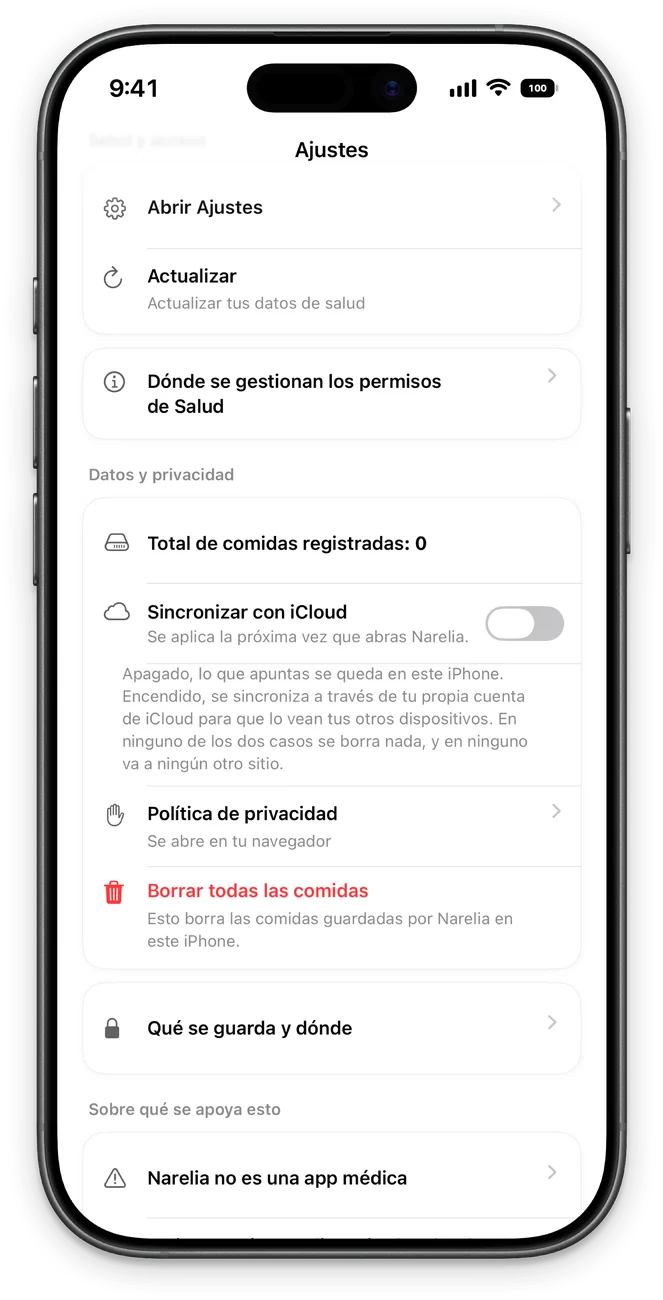 9:41
100
Salud y acceso
Ajustes
Abrir Ajustes
Actualizar
Actualizar tus datos de salud
Dónde se gestionan los permisos
de Salud
Datos y privacidad
Total de comidas registradas: 0
Sincronizar con iCloud
Se aplica la próxima vez que abras Narelia.
Apagado, lo que apuntas se queda en este iPhone.
Encendido, se sincroniza a través de tu propia cuenta
de iCloud para que lo vean tus otros dispositivos. En
ninguno de los dos casos se borra nada, y en ninguno
va a ningún otro sitio.
Política de privacidad
Se abre en tu navegador
Borrar todas las comidas
Esto borra las comidas guardadas por Narelia en
este iPhone.
Qué se guarda y dónde
Sobre qué se apoya esto
Narelia no es una app médica